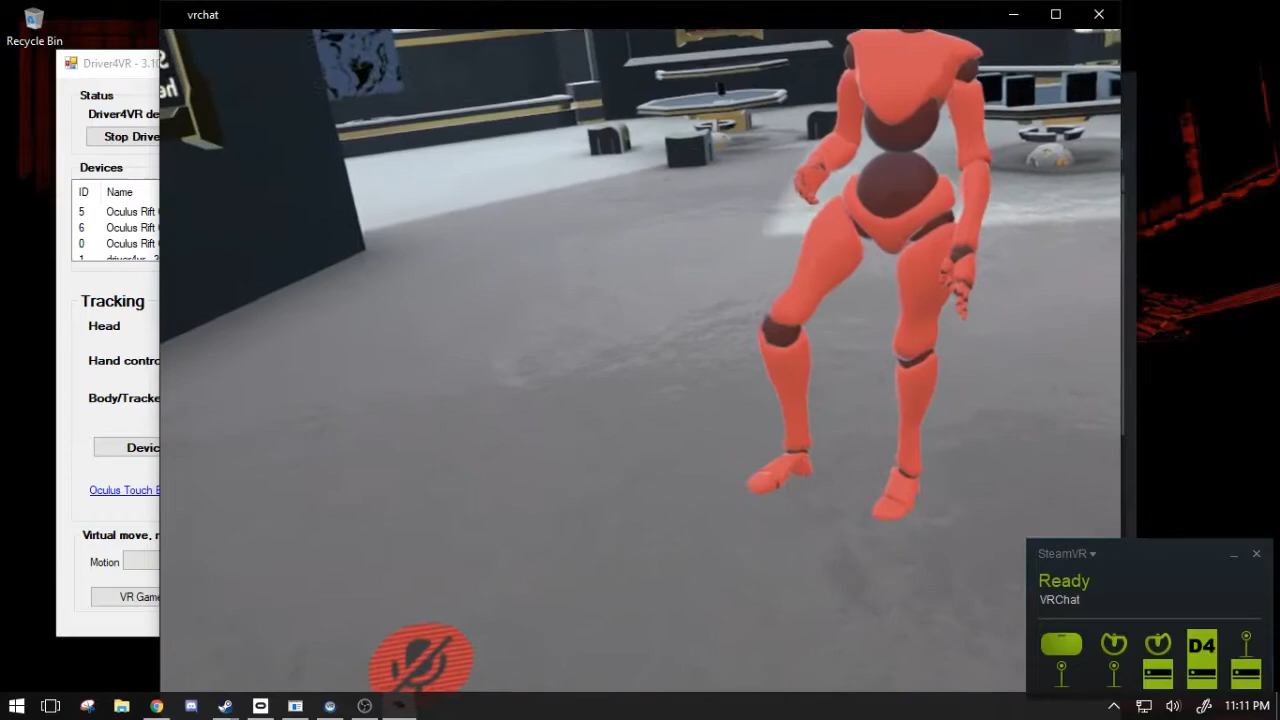 vrchat
Recycle Bin
Driver4VR - 3.
Status
Driver4VR de
Stop Drive
Devices
ID Name
5 Oculus Rift
6 Oculus Rift
0 Oculus Rift
Tracking
Head
Hand contro
Body/Tracke
Devic
Oculus Touch
Virtual move, r
Motion
VR Game
SteamVR
Ready
VRChat
D4
11:11 PM